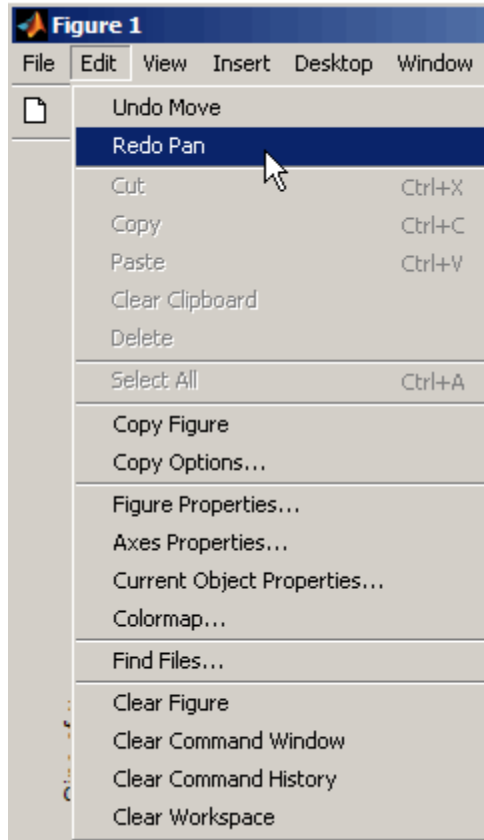 Figure 1
File Edit View Insert Desktop Window
Undo Move
Redo Pan
Cut Ctrl+X
Copy Ctrl+C
Paste Ctrl+V
Clear Clipboard
Delete
Select All Ctrl+A
Copy Figure
Copy Options...
Figure Properties...
Axes Properties...
Current Object Properties...
Colormap...
Find Files...
Clear Figure
Clear Command Window
Clear Command History
Clear Workspace